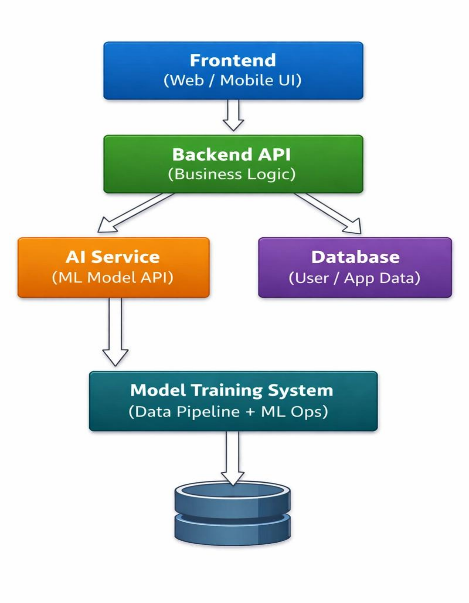 Frontend
(Web / Mobile UI)
Backend API
(Business Logic)
AI Service
(ML Model API)
Database
(User / App Data)
Model Training System
(Data Pipeline + ML Ops)